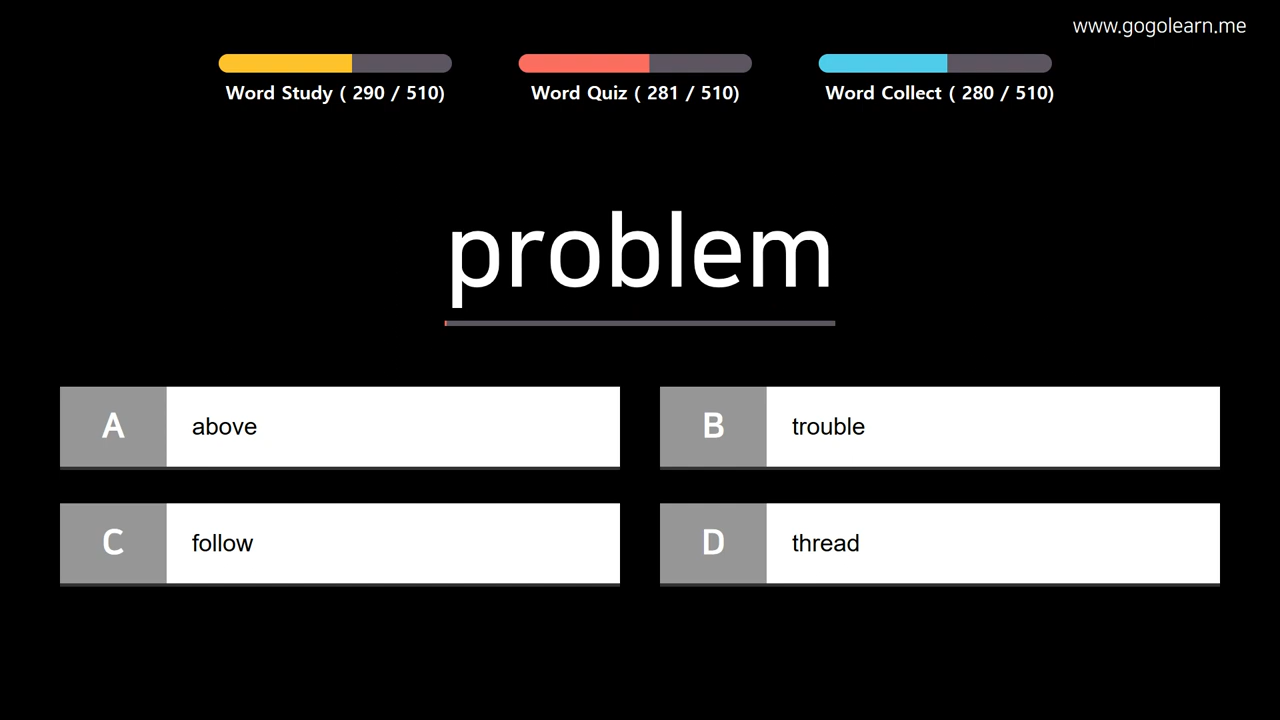 www.gogolearn.me
Word Study ( 290 / 510)
Word Quiz ( 281 / 510)
Word Collect ( 280 / 510)
problem
A above
B trouble
C follow
D thread